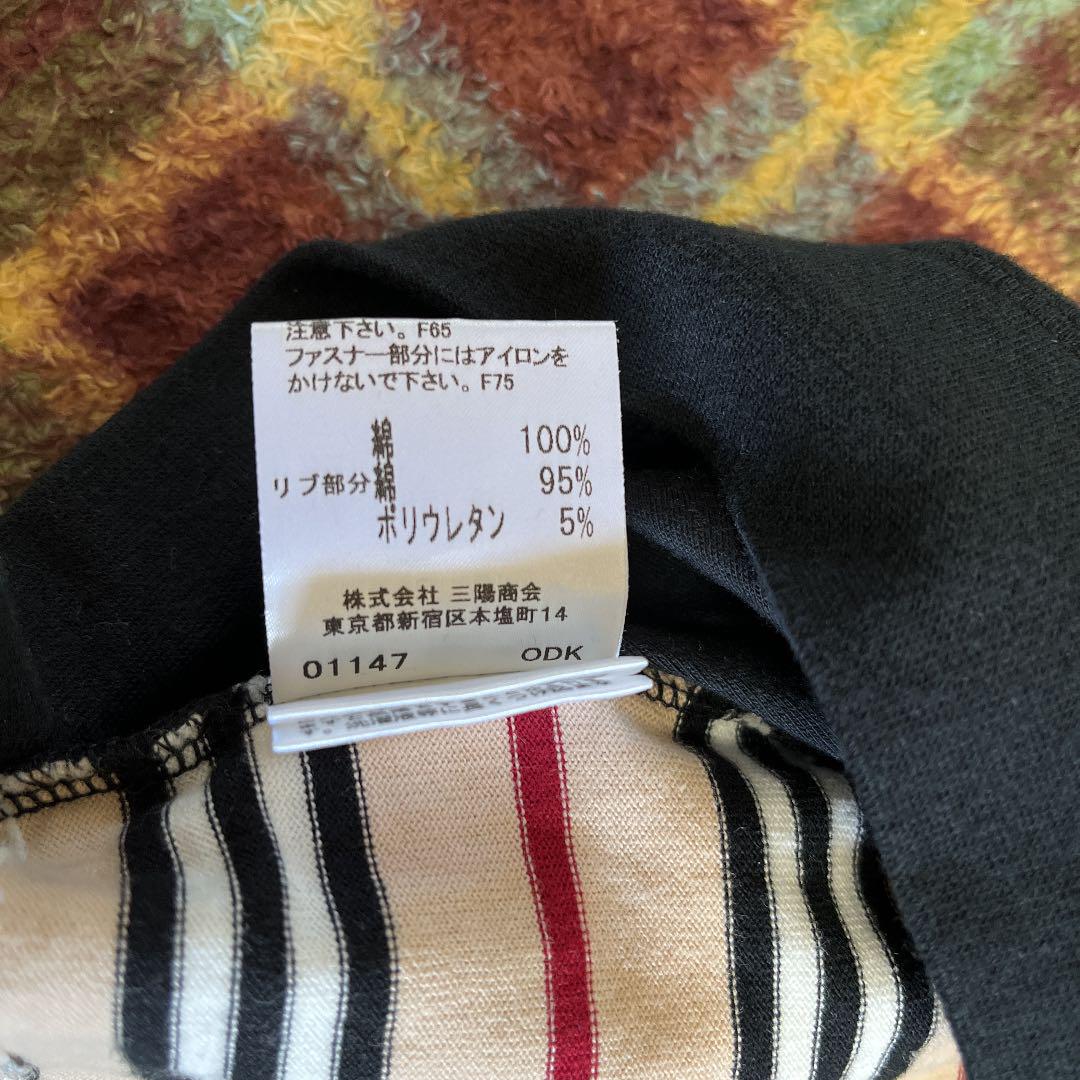 注意下さい。F65
ファスナー部分にはアイロンを
かけないで下さい。F75
綿 100%
リブ部分 綿 95%
ポリウレタン 5%
株式会社 三陽商会
東京都新宿区本塩町14
01147 ODK